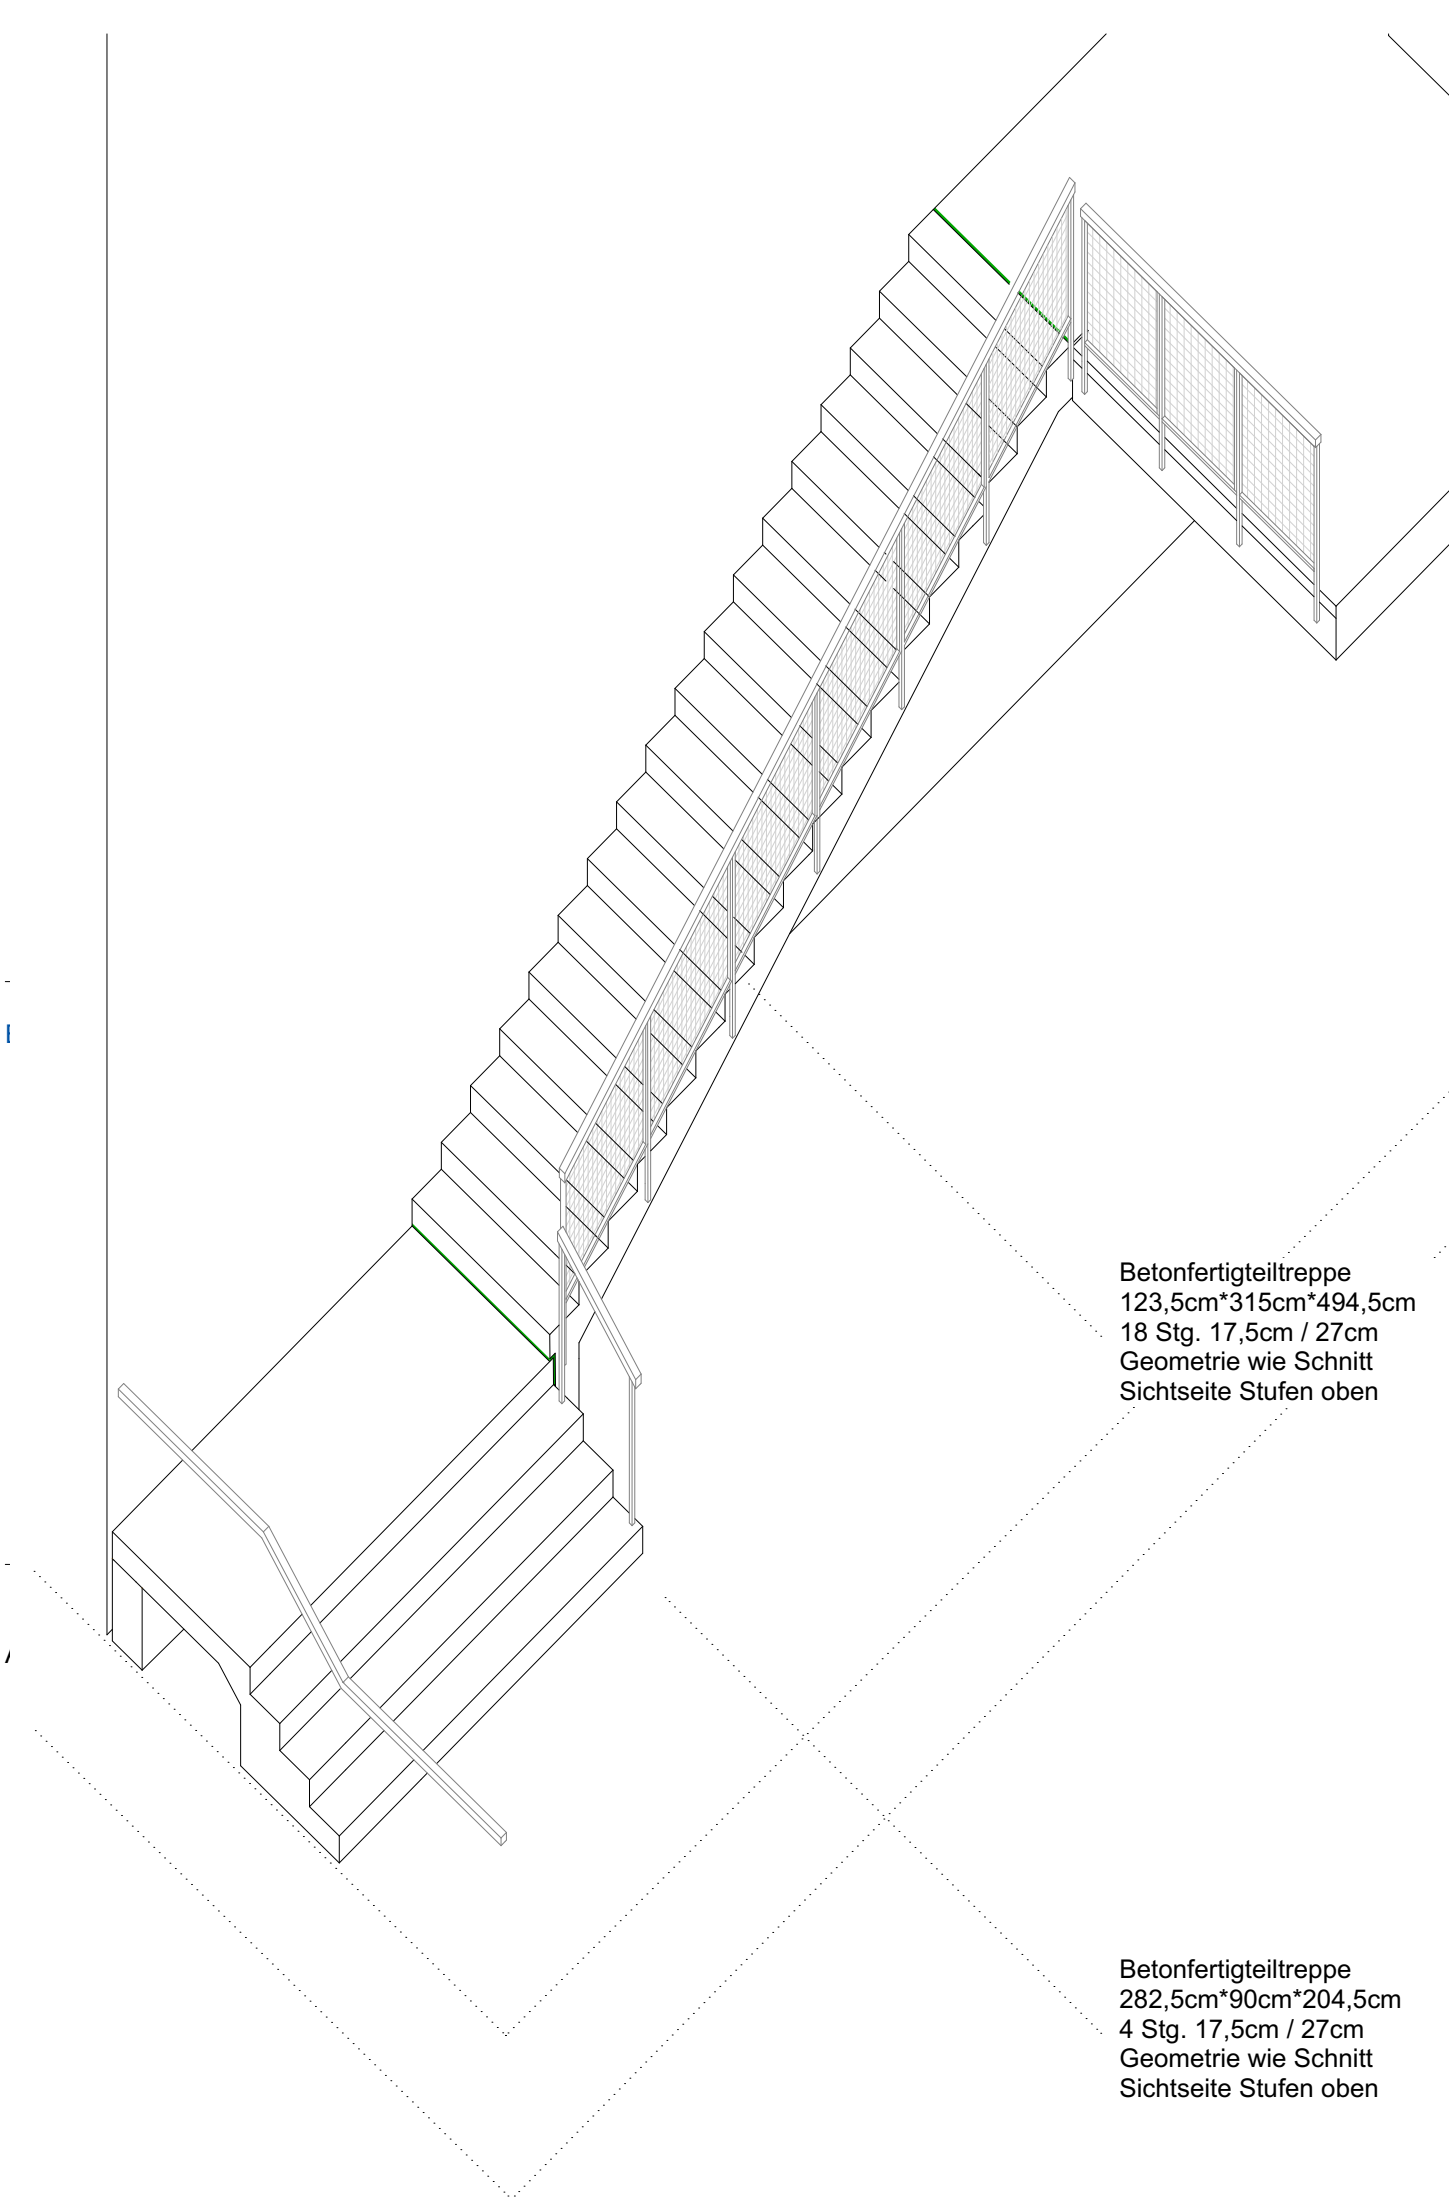 Betonfertigteiltreppe
123,5cm*315cm*494,5cm
18 Stg. 17,5cm / 27cm
Geometrie wie Schnitt
Sichtseite Stufen oben
Betonfertigteiltreppe
282,5cm*90cm*204,5cm
4 Stg. 17,5cm / 27cm
Geometrie wie Schnitt
Sichtseite Stufen oben